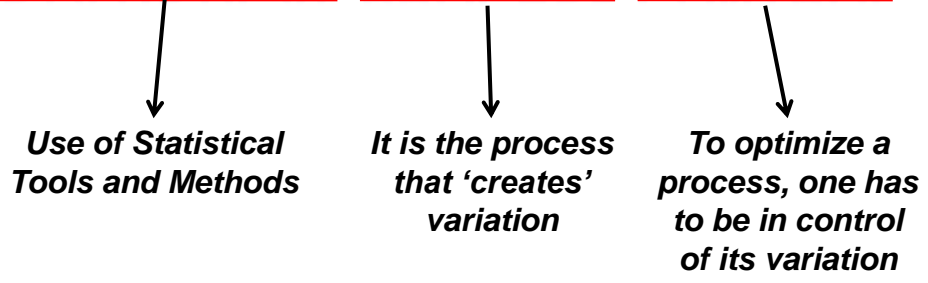 Use of Statistical
Tools and Methods
It is the process
that ‘creates’
variation
To optimize a
process, one has
to be in control
of its variation